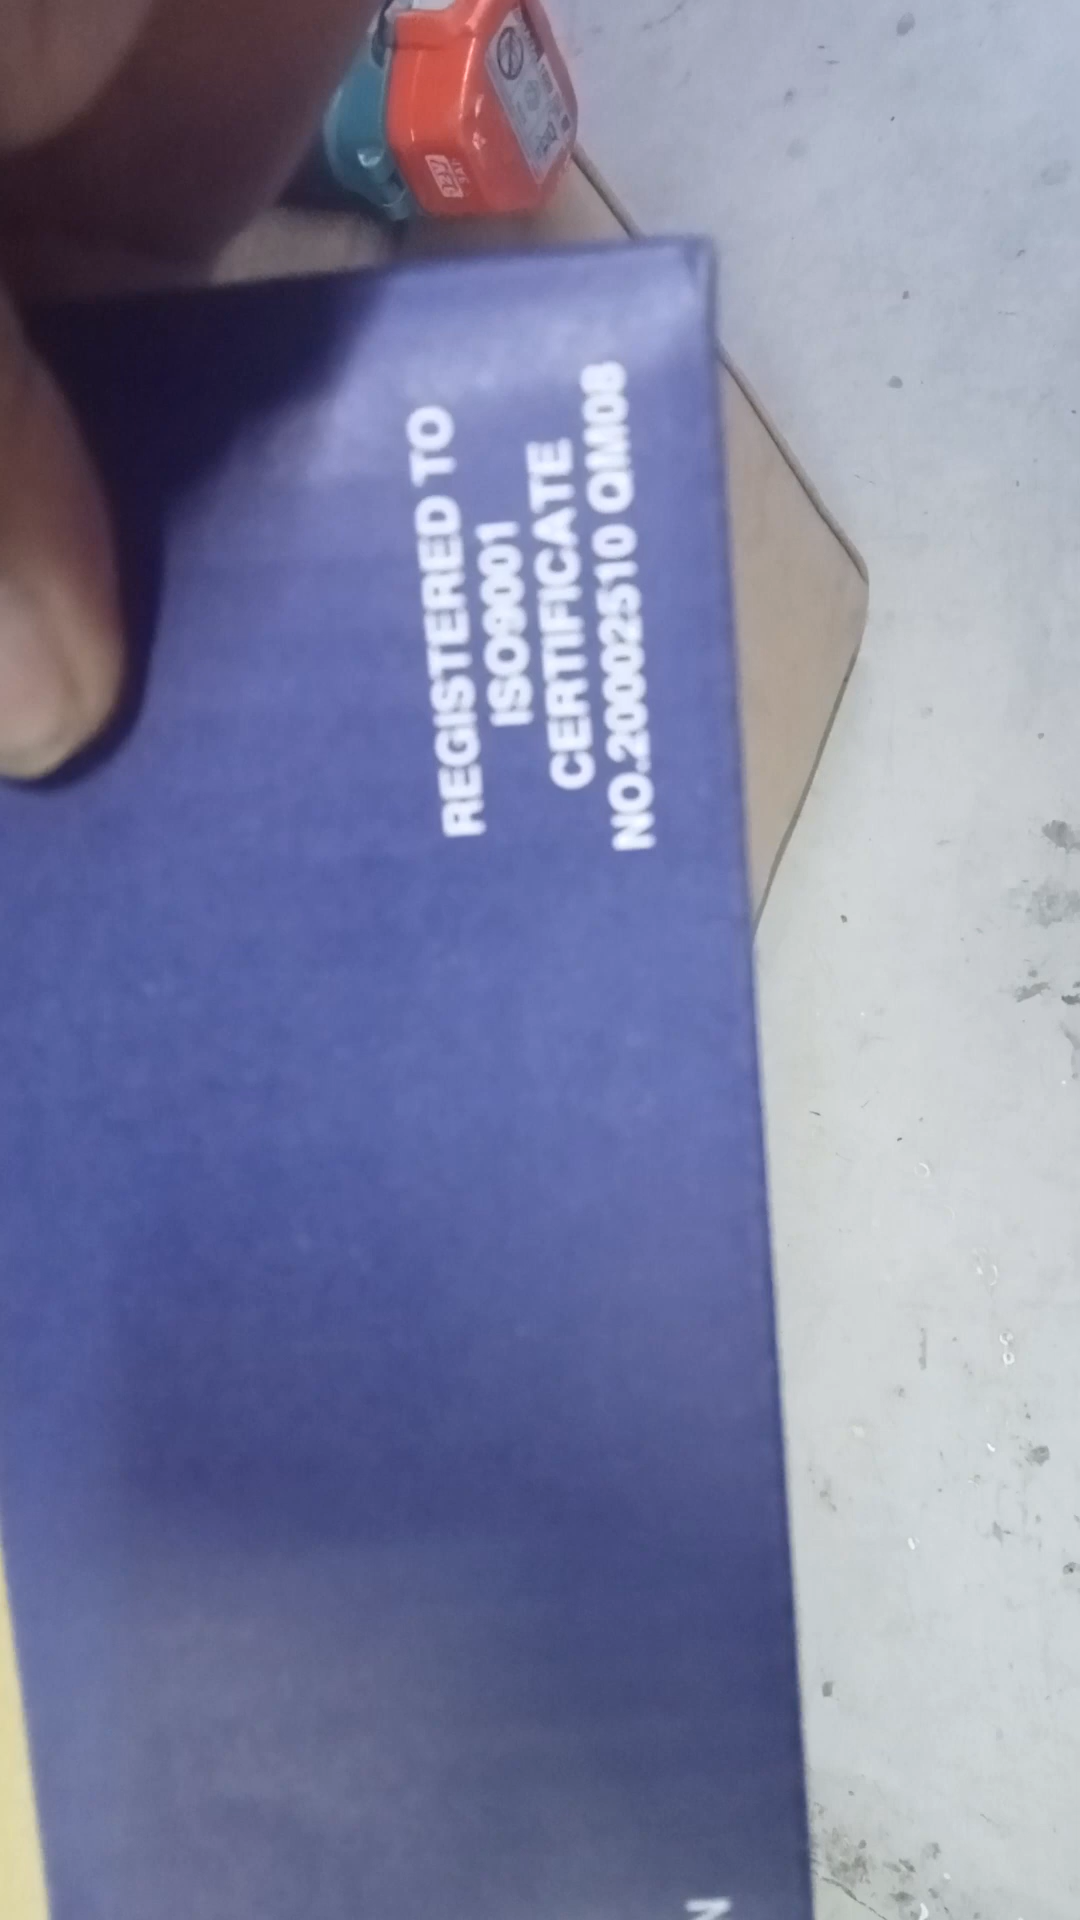 REGISTERED TO
ISO9001
CERTIFICATE
NO.20002510 QM08
N